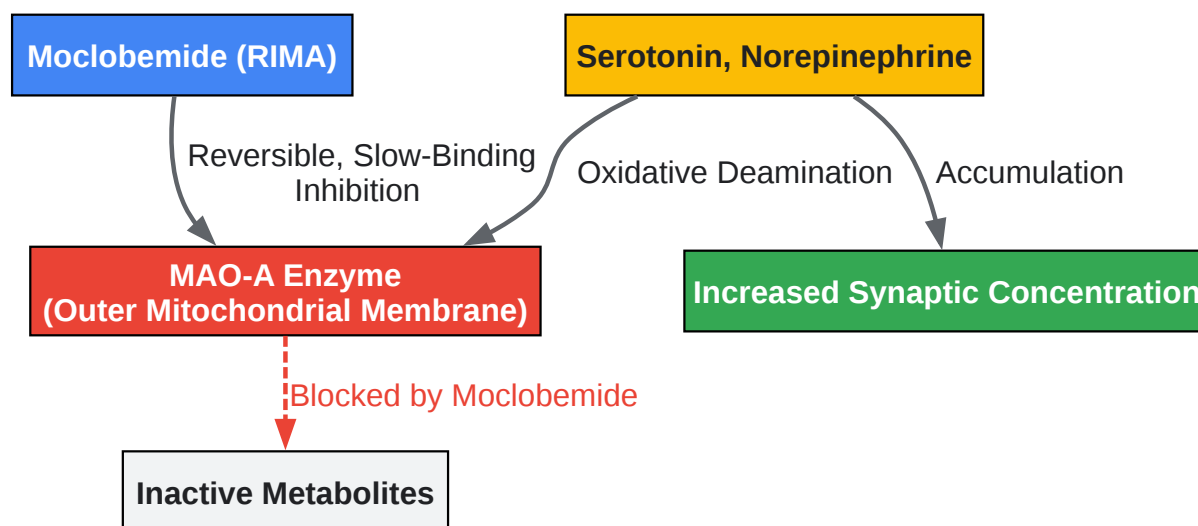 Moclobemide (RIMA)
Serotonin, Norepinephrine
Reversible, Slow-Binding
Inhibition
Oxidative Deamination
Accumulation
MAO-A Enzyme
(Outer Mitochondrial Membrane)
Increased Synaptic Concentration
Blocked by Moclobemide
Inactive Metabolites